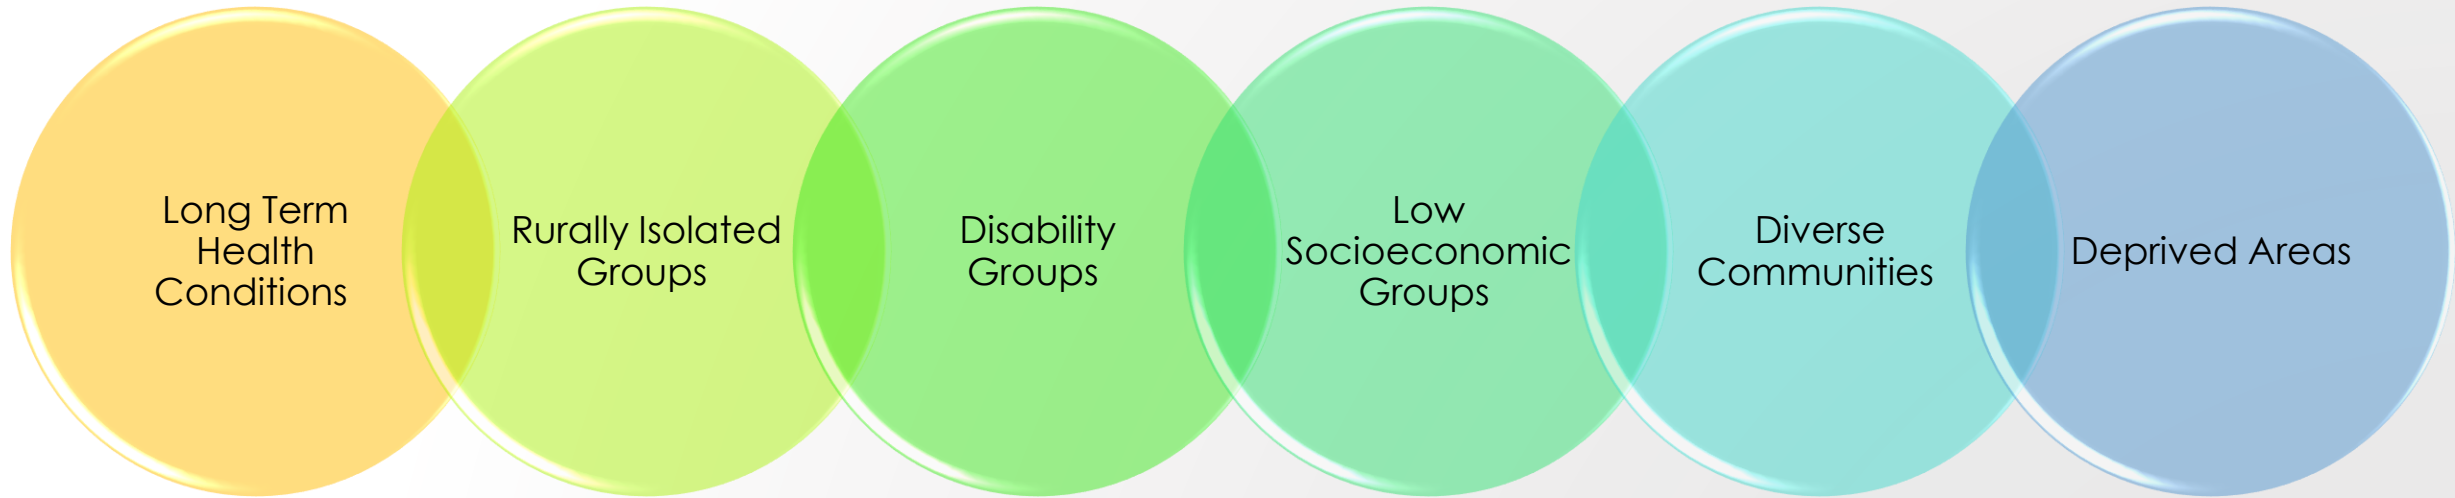 Long Term
Health
Conditions
Rurally Isolated
Groups
Disability
Groups
Low
Socioeconomic
Groups
Diverse
Communities
Deprived Areas